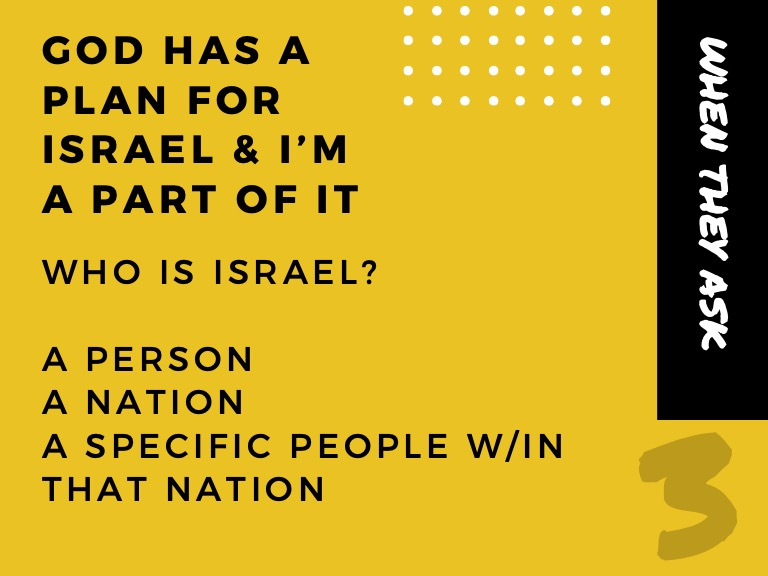 GOD HAS A
PLAN FOR
ISRAEL & I'M
A PART OF IT
WHO IS ISRAEL?
A PERSON
A NATION
A SPECIFIC PEOPLE W/IN
THAT NATION
WHEN THEY ASK
3